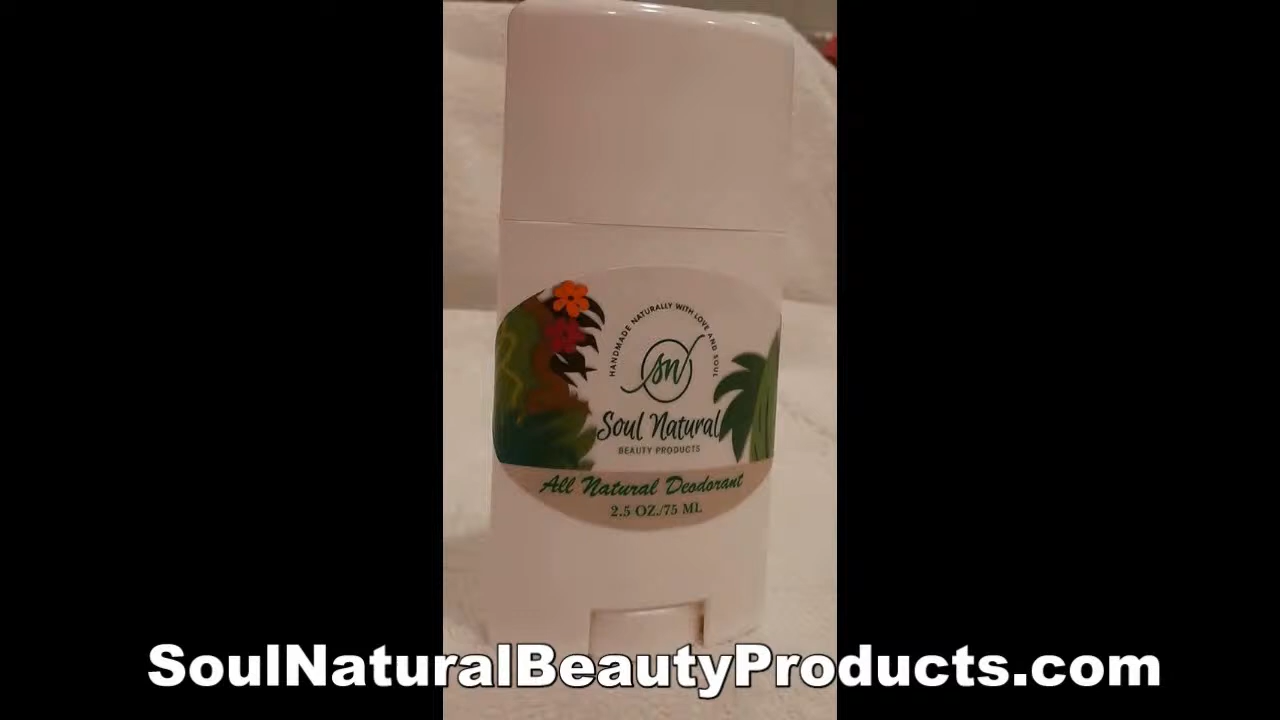 HANDMADE NATURALLY WITH LOVE AND SOUL
SN
Soul Natural
BEAUTY PRODUCTS
All Natural Deodorant
2.5 OZ./75 ML
SoulNaturalBeautyProducts.com